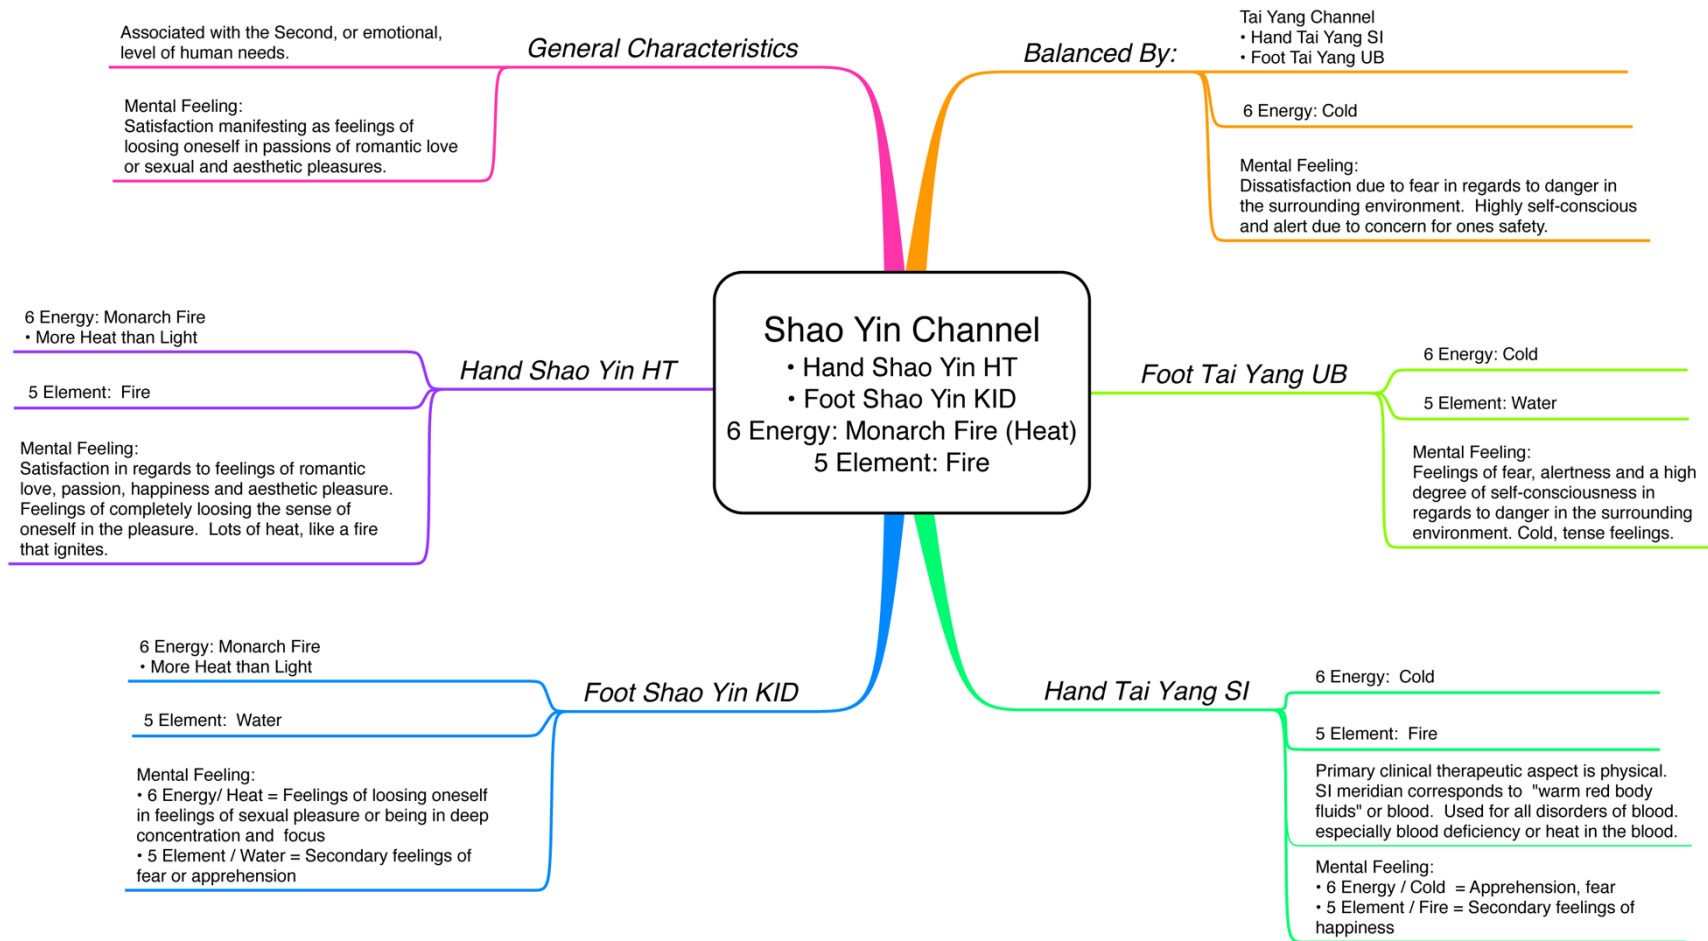 Shao Yin Channel
• Hand Shao Yin HT
• Foot Shao Yin KID
6 Energy: Monarch Fire (Heat)
5 Element: Fire
General Characteristics
Associated with the Second, or emotional,
level of human needs.
Mental Feeling:
Satisfaction manifesting as feelings of
loosing oneself in passions of romantic love
or sexual and aesthetic pleasures.
Hand Shao Yin HT
6 Energy: Monarch Fire
• More Heat than Light
5 Element: Fire
Mental Feeling:
Satisfaction in regards to feelings of romantic
love, passion, happiness and aesthetic pleasure.
Feelings of completely loosing the sense of
oneself in the pleasure. Lots of heat, like a fire
that ignites.
Foot Shao Yin KID
6 Energy: Monarch Fire
• More Heat than Light
5 Element: Water
Mental Feeling:
• 6 Energy/ Heat = Feelings of loosing oneself
in feelings of sexual pleasure or being in deep
concentration and focus
• 5 Element / Water = Secondary feelings of
fear or apprehension
Balanced By:
Tai Yang Channel
• Hand Tai Yang SI
• Foot Tai Yang UB
6 Energy: Cold
Mental Feeling:
Dissatisfaction due to fear in regards to danger in
the surrounding environment. Highly self-conscious
and alert due to concern for ones safety.
Foot Tai Yang UB
6 Energy: Cold
5 Element: Water
Mental Feeling:
Feelings of fear, alertness and a high
degree of self-consciousness in
regards to danger in the surrounding
environment. Cold, tense feelings.
Hand Tai Yang SI
6 Energy: Cold
5 Element: Fire
Primary clinical therapeutic aspect is physical.
SI meridian corresponds to "warm red body
fluids" or blood. Used for all disorders of blood.
especially blood deficiency or heat in the blood.
Mental Feeling:
• 6 Energy / Cold = Apprehension, fear
• 5 Element / Fire = Secondary feelings of
happiness